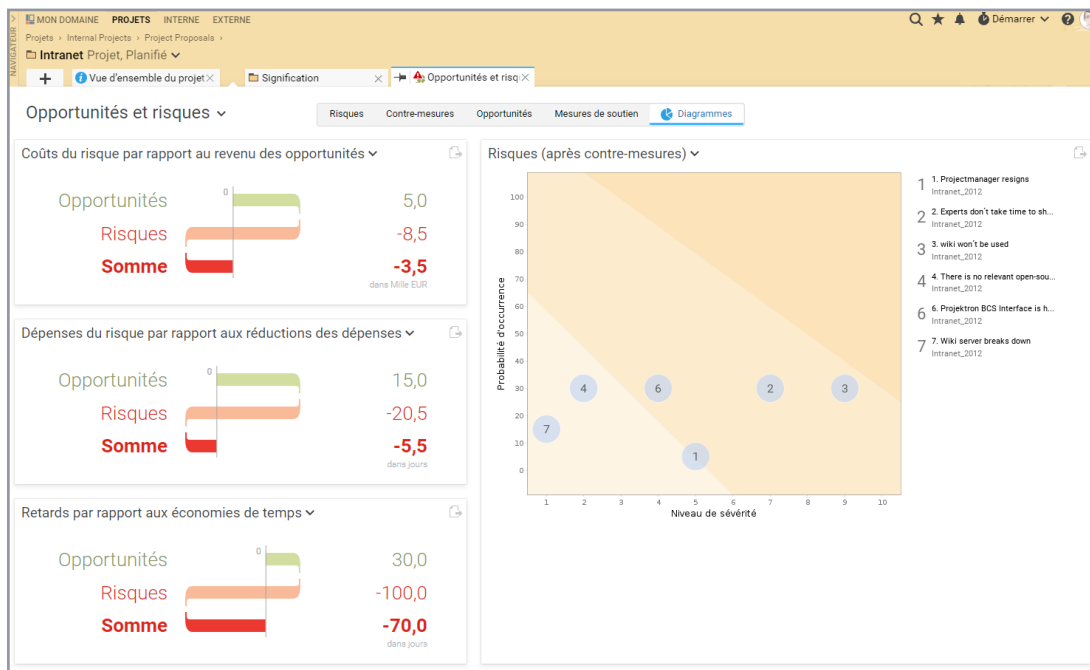 MON DOMAINE PROJETS INTERNE EXTERNE
Démarrer
NAVIGATEUR
Projets › Internal Projects › Project Proposals ›
Intranet Projet, Planifié
Vue d'ensemble du projet
Signification
Opportunités et risq
Opportunités et risques
Risques Contre-mesures Opportunités Mesures de soutien Diagrammes
Coûts du risque par rapport au revenu des opportunités
0
Opportunités 5,0
Risques -8,5
Somme -3,5
dans Mille EUR
Dépenses du risque par rapport aux réductions des dépenses
0
Opportunités 15,0
Risques -20,5
Somme -5,5
dans jours
Retards par rapport aux économies de temps
0
Opportunités 30,0
Risques -100,0
Somme -70,0
dans jours
Risques (après contre-mesures)
Probabilité d'occurrence
100
90
80
70
60
50
40
30
20
10
0
4 6 2 3
7
1
1 2 3 4 5 6 7 8 9 10
Niveau de sévérité
1 1. Projectmanager resigns
Intranet_2012
2 2. Experts don´t take time to sh...
Intranet_2012
3 3. wiki won´t be used
Intranet_2012
4 4. There is no relevant open-sou...
Intranet_2012
6 6. Projektron BCS Interface is h...
Intranet_2012
7 7. Wiki server breaks down
Intranet_2012